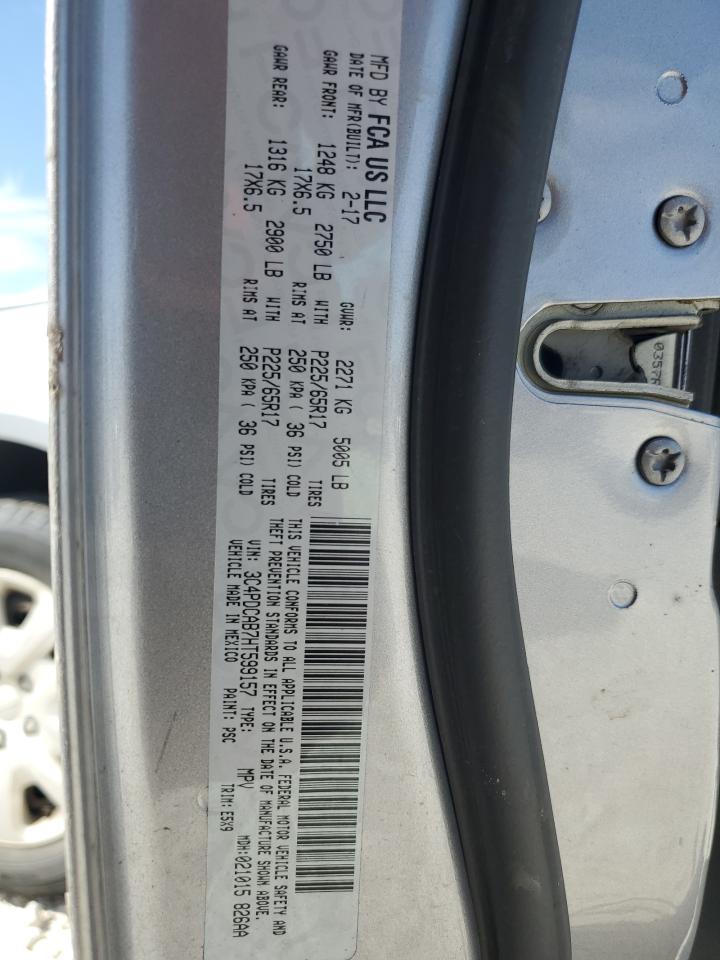 MFD BY FCA US LLC
DATE OF MFR(BUILT): 2-17 GVWR: 2271 KG 5005 LB
GAWR FRONT: 1248 KG 2750 LB WITH P225/65R17 TIRES
17X6.5 RIMS AT 250 KPA ( 36 PSI) COLD
GAWR REAR: 1316 KG 2900 LB WITH P225/65R17 TIRES
17X6.5 RIMS AT 250 KPA ( 36 PSI) COLD
THIS VEHICLE CONFORMS TO ALL APPLICABLE U.S.A. FEDERAL MOTOR VEHICLE SAFETY AND
THEFT PREVENTION STANDARDS IN EFFECT ON THE DATE OF MANUFACTURE SHOWN ABOVE.
VIN: 3C4PDCAB7HT599157 TYPE: MPV MDH:021015 826AA
VEHICLE MADE IN MEXICO PAINT: PSC TRIM: E5X9